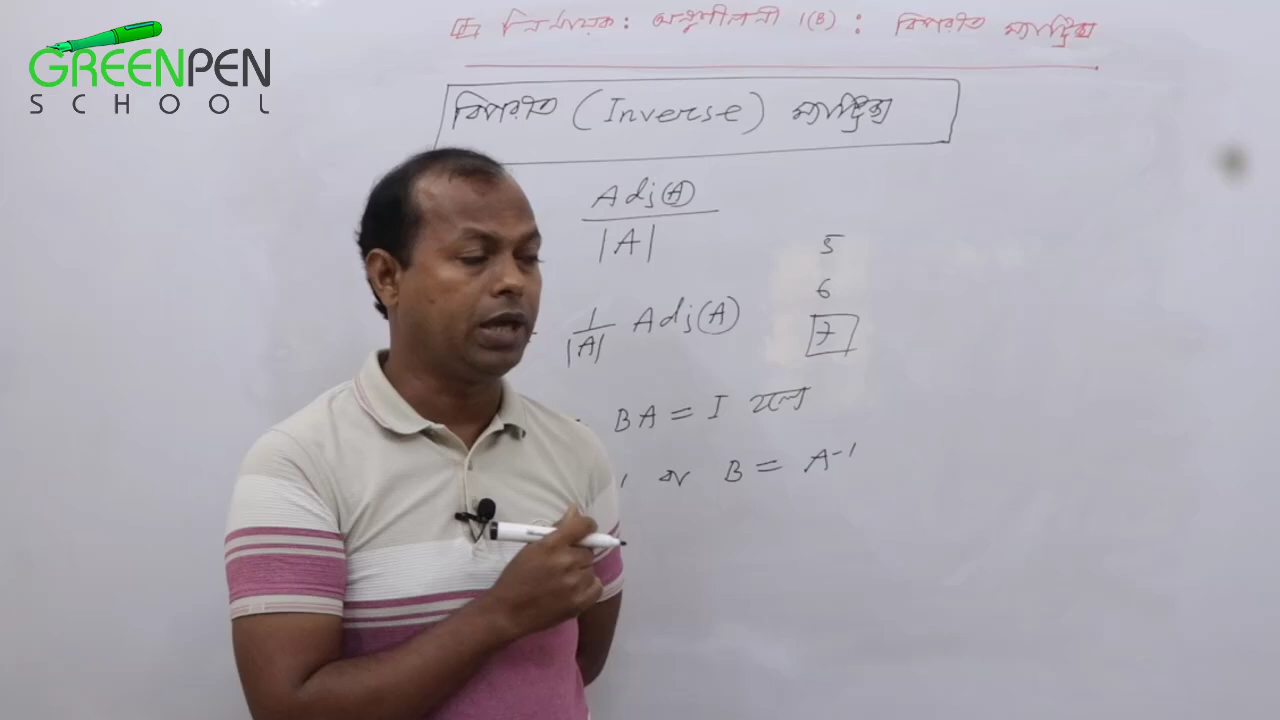 GREENPEN
SCHOOL
নির্ণায়ক : অনুশীলনী 1(B) : বিপরীত ম্যাট্রিক্স
বিপরীত (Inverse) ম্যাট্রিক্স
Adj(A)
|A|
5
6
7
1
|A| Adj(A)
BA = I হলে
বা B = A-1